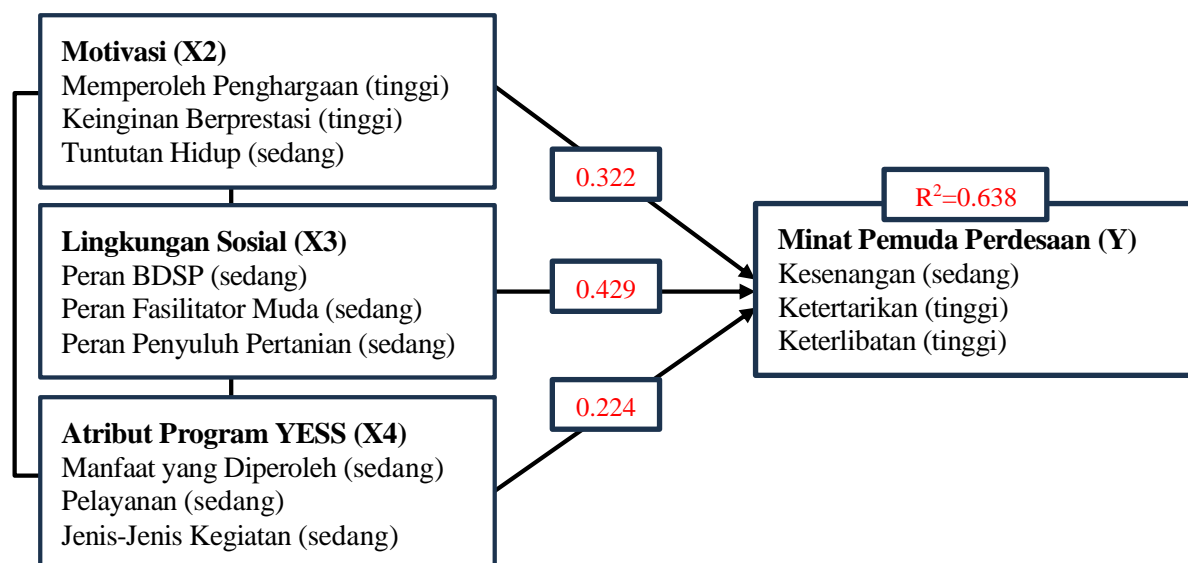 Motivasi (X2)
Memperoleh Penghargaan (tinggi)
Keinginan Berprestasi (tinggi)
Tuntutan Hidup (sedang)
0.322
Lingkungan Sosial (X3)
Peran BDSP (sedang)
Peran Fasilitator Muda (sedang)
Peran Penyuluh Pertanian (sedang)
0.429
Atribut Program YESS (X4)
Manfaat yang Diperoleh (sedang)
Pelayanan (sedang)
Jenis-Jenis Kegiatan (sedang)
0.224
R²=0.638
Minat Pemuda Perdesaan (Y)
Kesenangan (sedang)
Ketertarikan (tinggi)
Keterlibatan (tinggi)